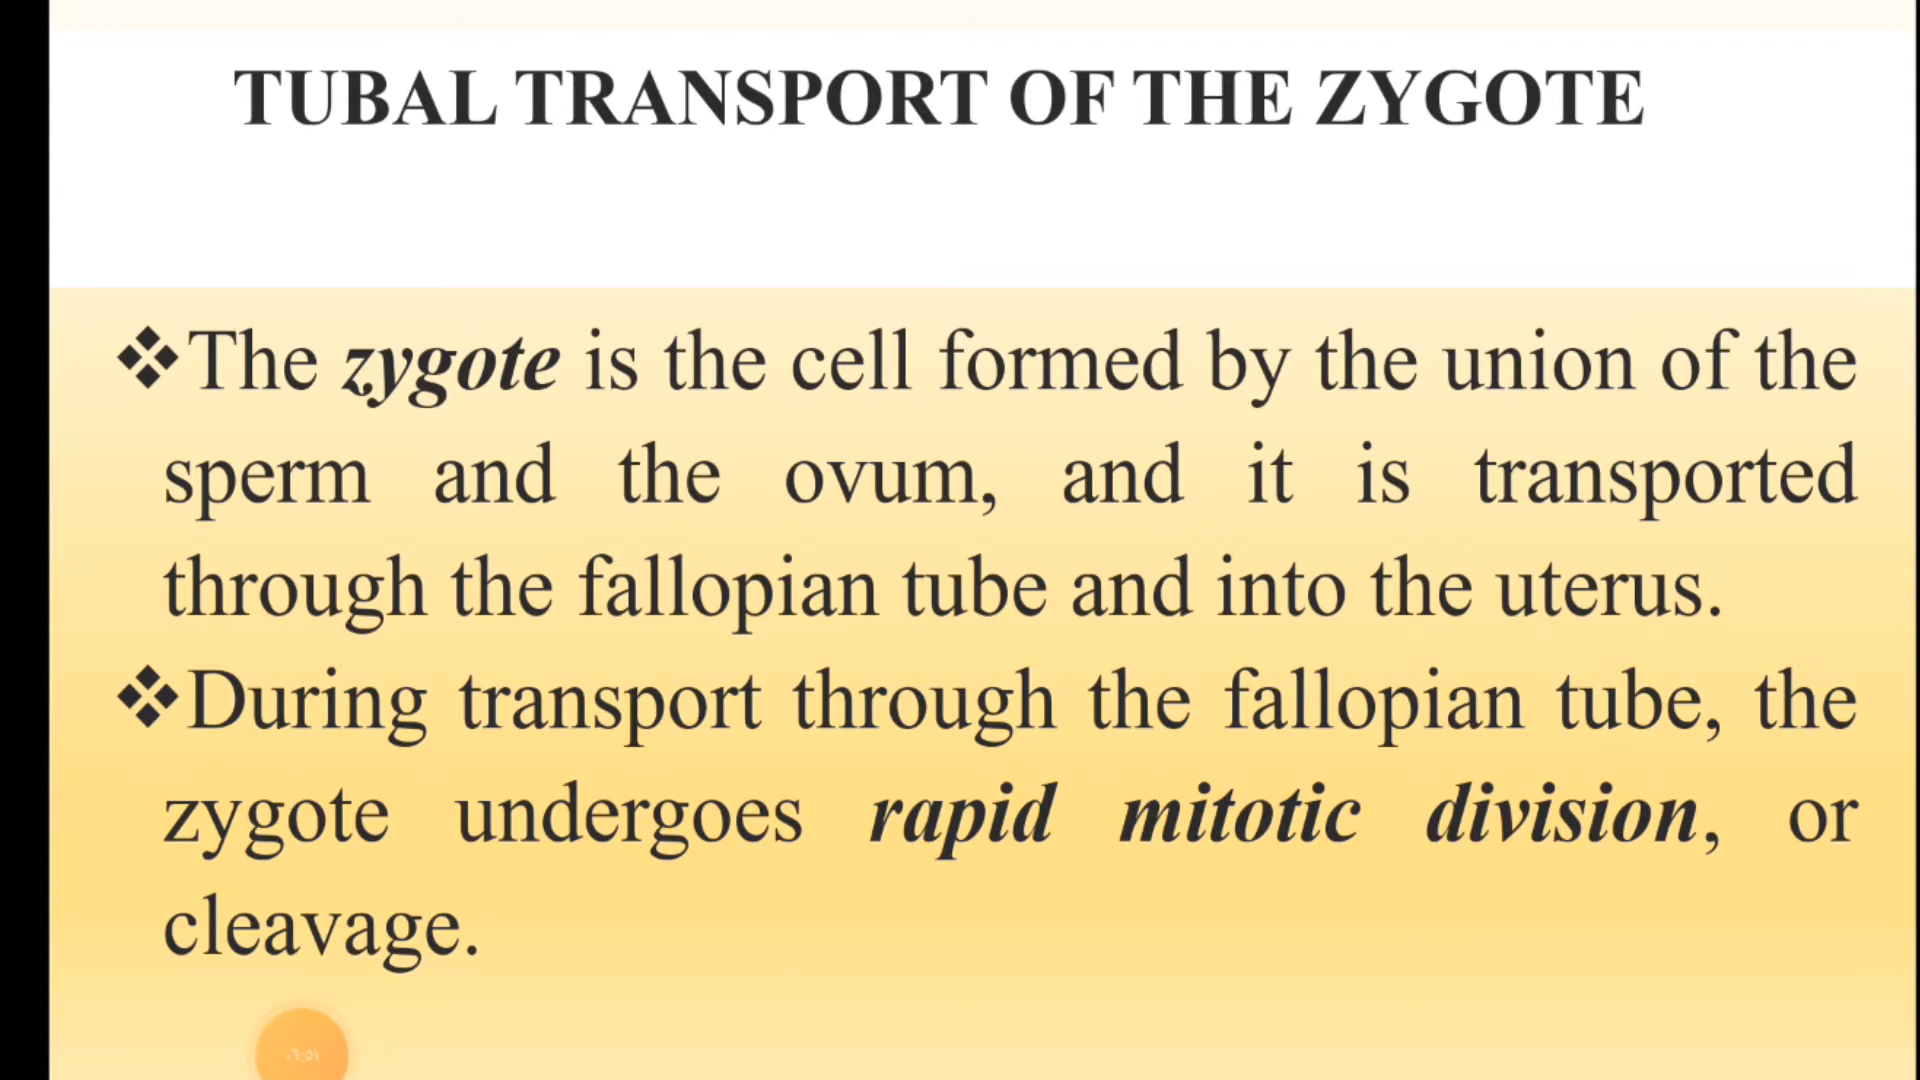 TUBAL TRANSPORT OF THE ZYGOTE
❖The zygote is the cell formed by the union of the
sperm and the ovum, and it is transported
through the fallopian tube and into the uterus.
❖During transport through the fallopian tube, the
zygote undergoes rapid mitotic division, or
cleavage.